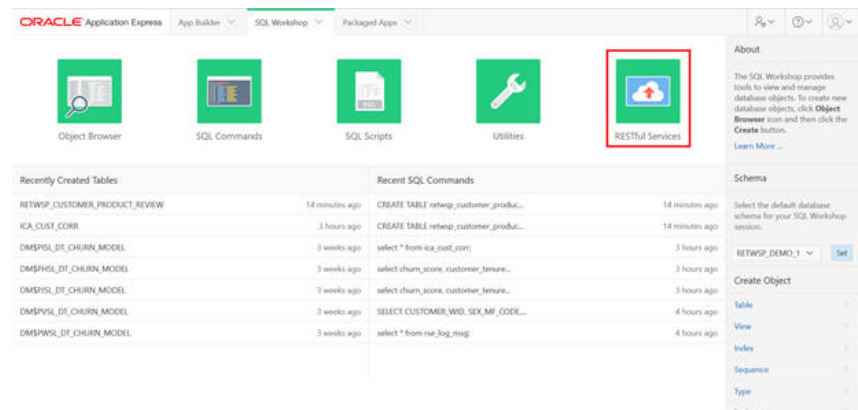 ORACLE Application Express App Builder SQL Workshop Packaged Apps
Object Browser
SQL Commands
SQL
SQL Scripts
Utilities
RESTful Services
Recently Created Tables
RETWSP_CUSTOMER_PRODUCT_REVIEW 14 minutes ago
ICA_CUST_CORR 3 hours ago
DM$PISL_DT_CHURN_MODEL 3 weeks ago
DM$PHSL_DT_CHURN_MODEL 3 weeks ago
3 weeks ago
DM$PVSL_DT_CHURN_MODEL 3 weeks ago
DM$PWSL_DT_CHURN_MODEL 3 weeks ago
Recent SQL Commands
CREATE TABLE retwsp_customer_produc... 14 minutes ago
CREATE TABLE retwsp_customer_produc... 14 minutes ago
select * from ica_cust_corr; 3 hours ago
select churn_score, customer_tenure... 3 hours ago
select churn_score, customer_tenure... 3 hours ago
SELECT CUSTOMER_WID, SEX_MF_CODE,... 4 hours ago
select * from rse_log_msg; 4 hours ago
About
The SQL Workshop provides
tools to view and manage
database objects. To create new
database objects, click Object
Browser icon and then click the
Create button.
Learn More ...
Schema
Select the default database
schema for your SQL Workshop
session.
RETWSP_DEMO_1 Set
Create Object
Table
View
Index
Sequence
Type